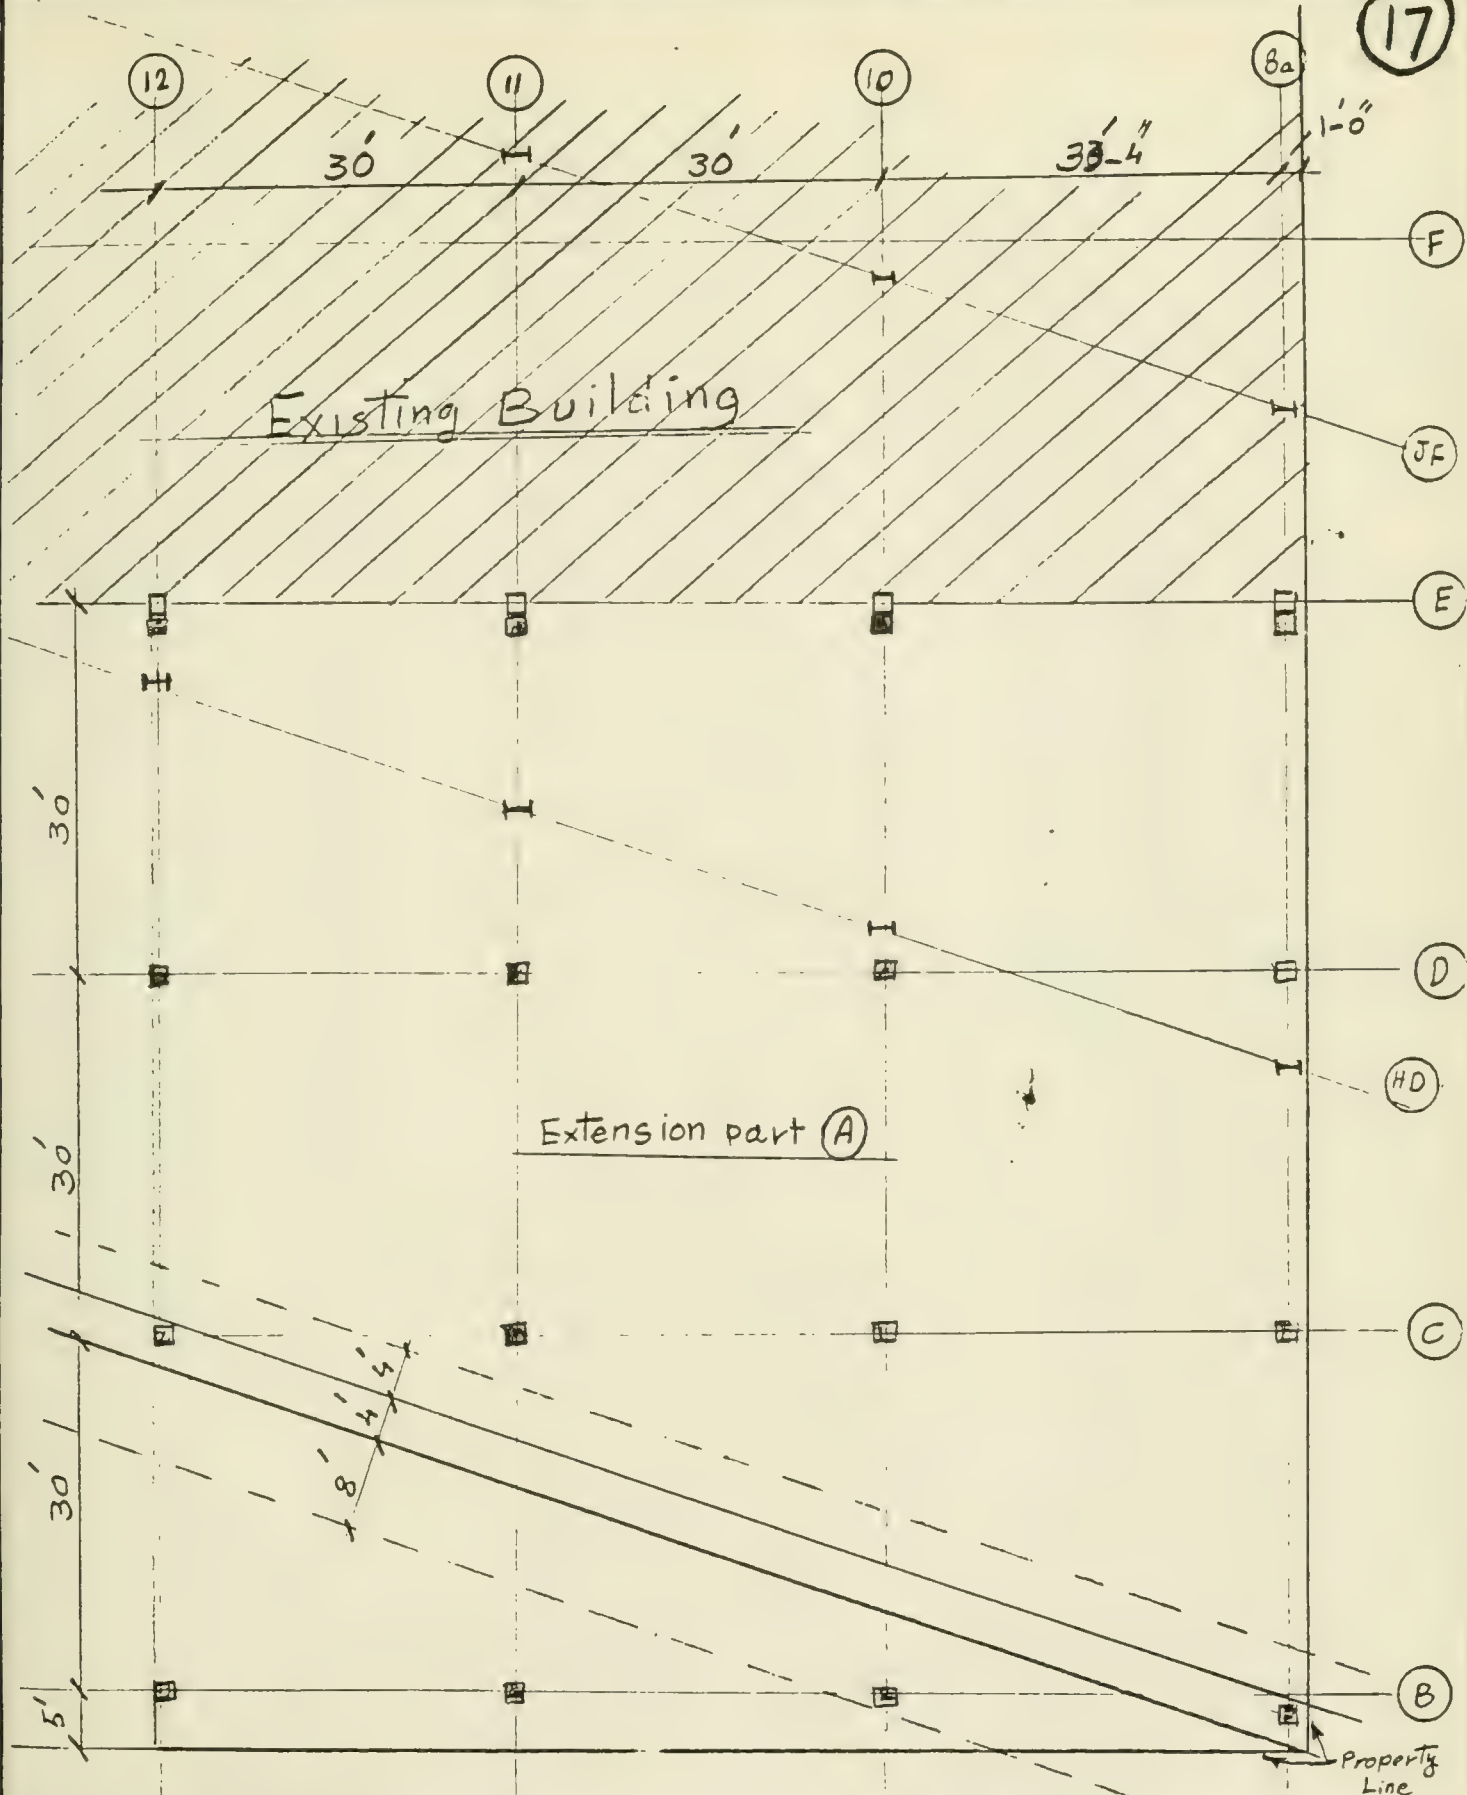 17
12
11
10
8a
1'-0"
30'
30'
33'-4"
F
Existing Building
JF
E
30'
D
HD
Extension part A
30'
C
4'
4'
8'
30'
B
5'
Property
Line